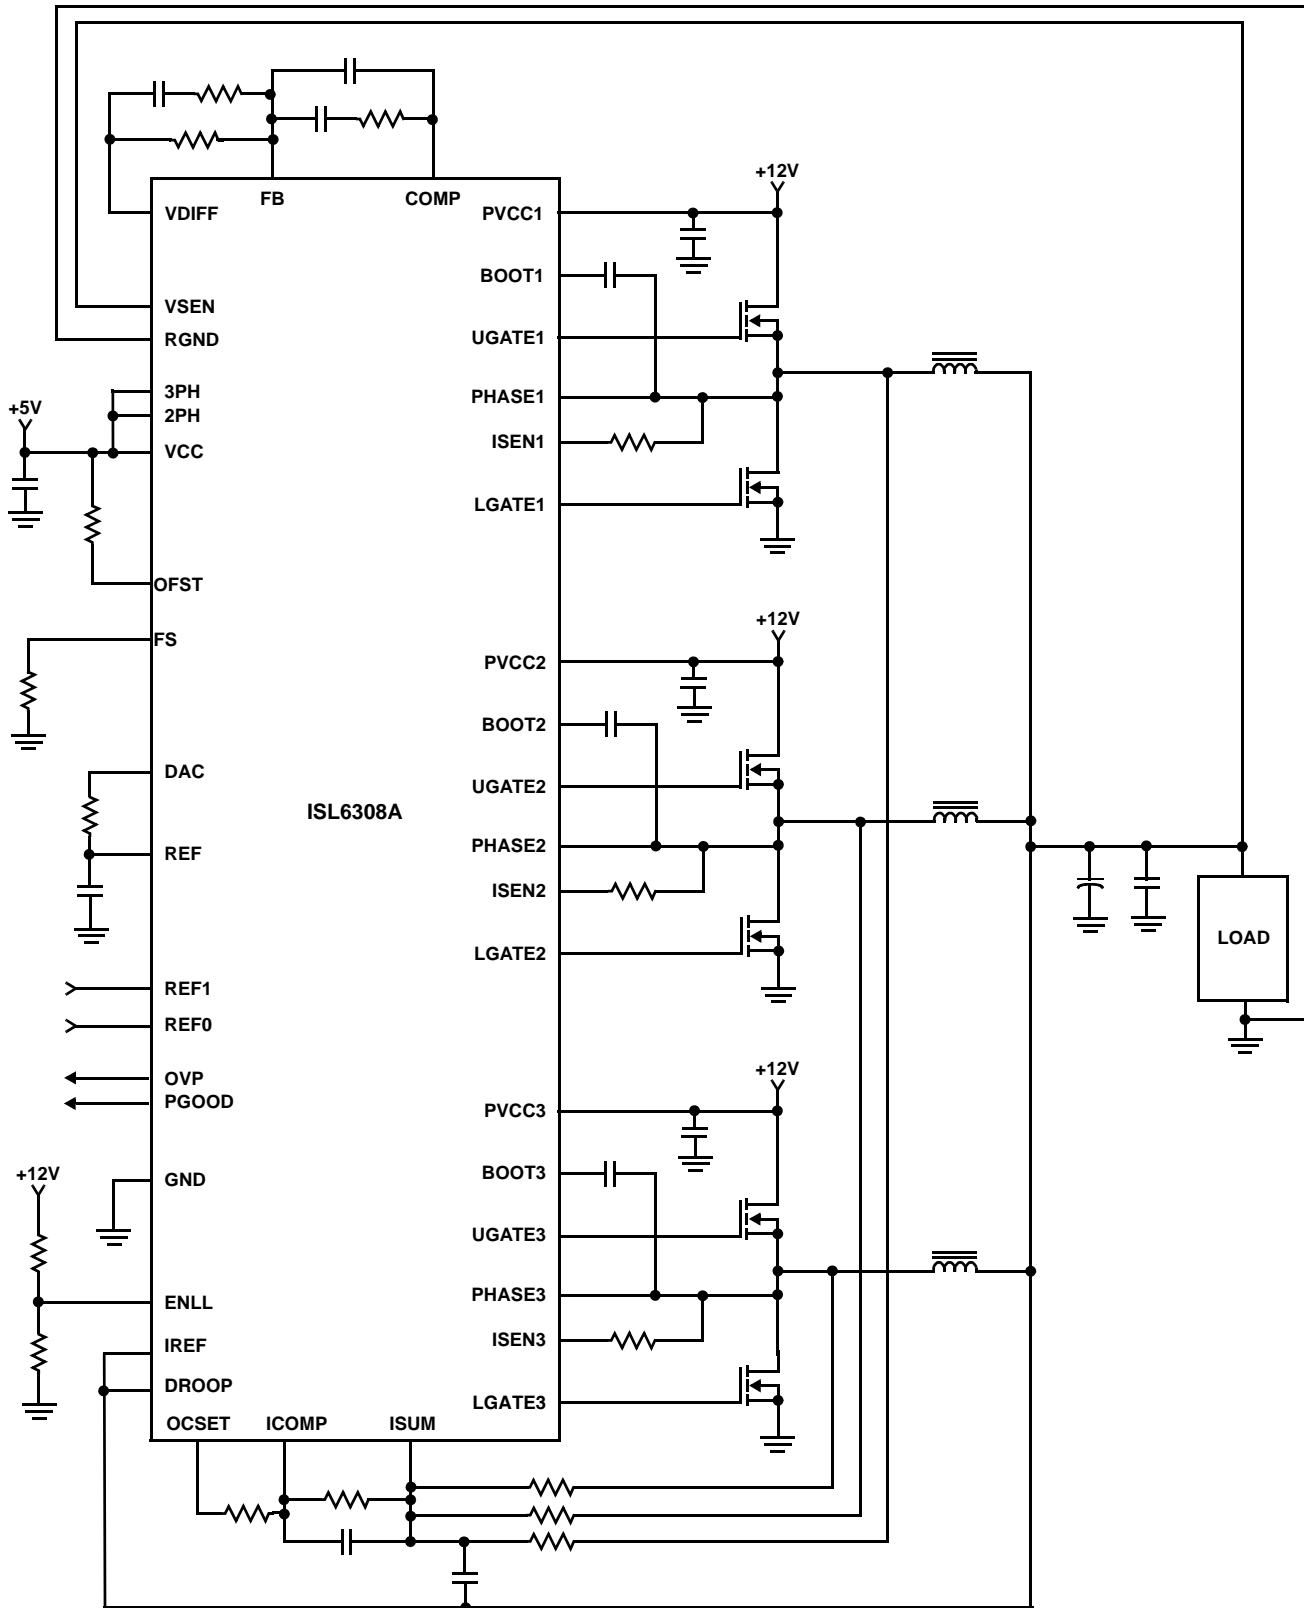 FB
COMP
VDIFF
VSEN
RGND
3PH
2PH
+5V
VCC
OFST
FS
DAC
REF
REF1
REF0
OVP
PGOOD
+12V
GND
ENLL
IREF
DROOP
OCSET
ICOMP
ISUM
ISL6308A
+12V
PVCC1
BOOT1
UGATE1
PHASE1
ISEN1
LGATE1
+12V
PVCC2
BOOT2
UGATE2
PHASE2
ISEN2
LGATE2
+12V
PVCC3
BOOT3
UGATE3
PHASE3
ISEN3
LGATE3
LOAD